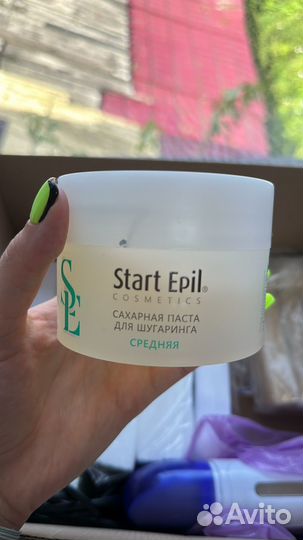 SE
Start Epil®
COSMETICS
САХАРНАЯ ПАСТА
ДЛЯ ШУГАРИНГА
СРЕДНЯЯ
Avito